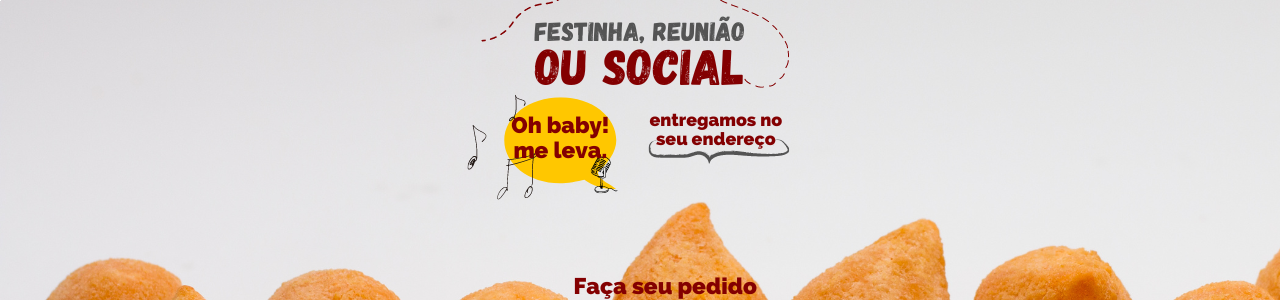 FESTINHA, REUNIÃO
OU SOCIAL
Oh baby!
me leva.
entregamos no
seu endereço
Faça seu pedido